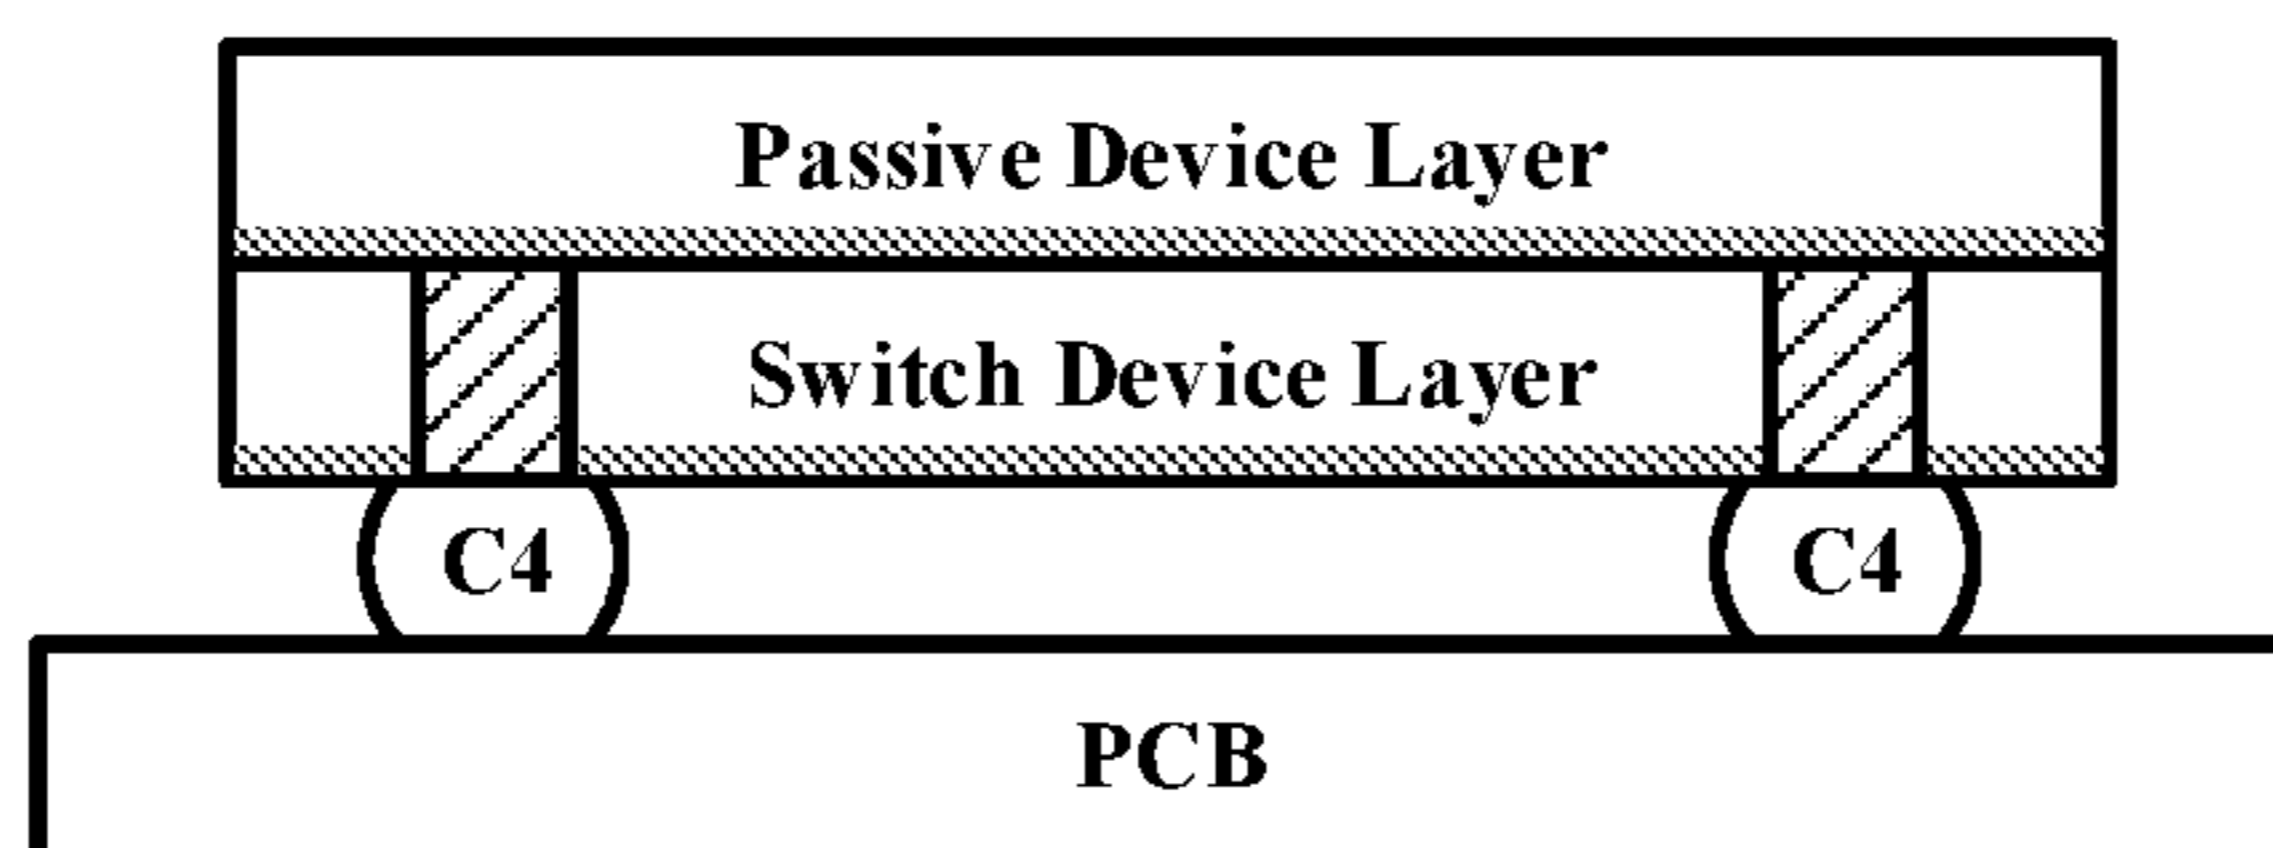 Passive Device Layer
Switch Device Layer
C4 C4
PCB